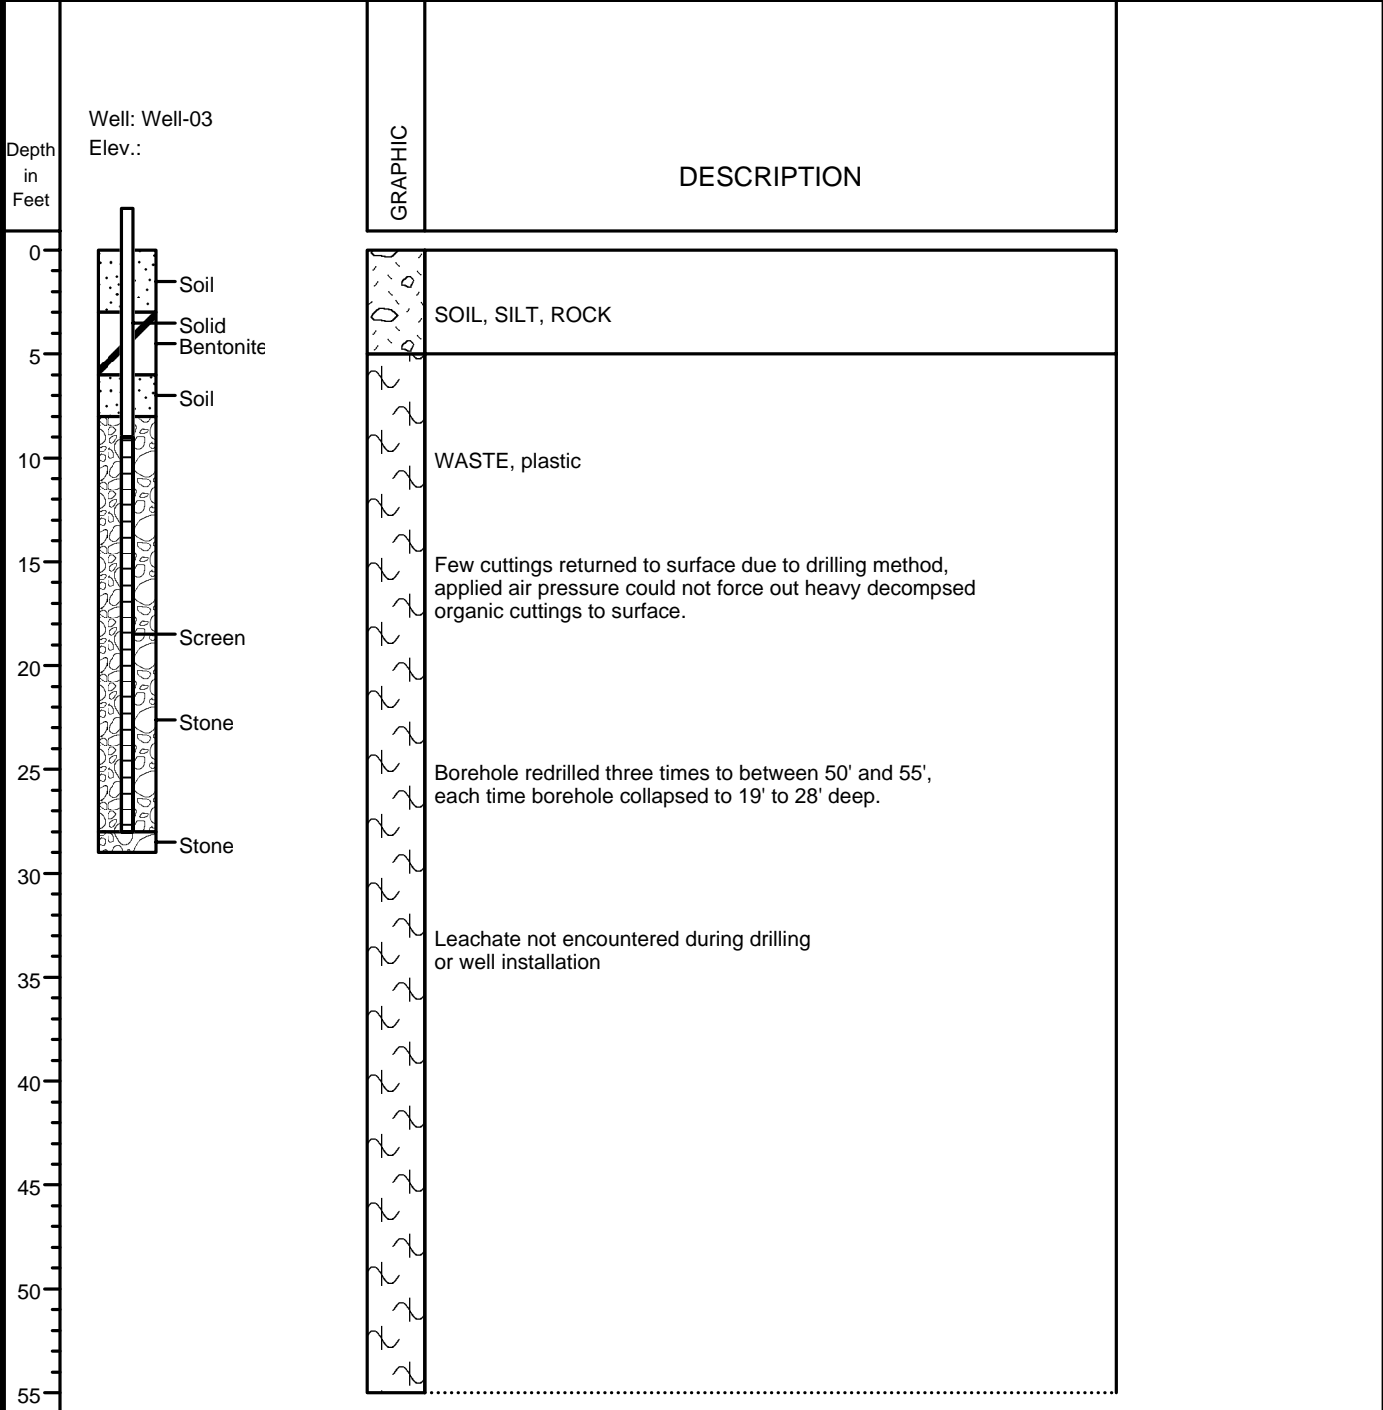 Well: Well-03
Elev.:
Depth
in
Feet
GRAPHIC
DESCRIPTION
0
5
10
15
20
25
30
35
40
45
50
55
Soil
Solid
Bentonite
Soil
Screen
Stone
Stone
SOIL, SILT, ROCK
WASTE, plastic
Few cuttings returned to surface due to drilling method,
applied air pressure could not force out heavy decompsed
organic cuttings to surface.
Borehole redrilled three times to between 50' and 55',
each time borehole collapsed to 19' to 28' deep.
Leachate not encountered during drilling
or well installation